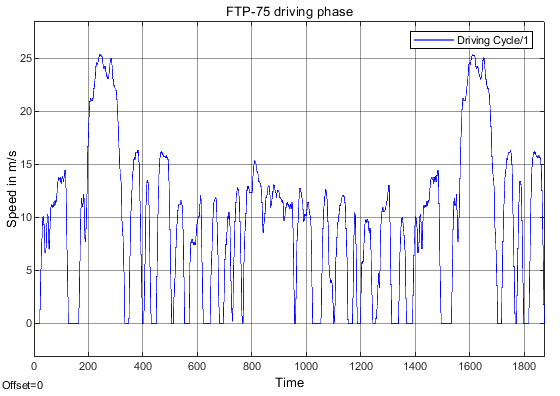 FTP-75 driving phase
Driving Cycle/1
Speed in m/s
25
20
15
10
5
0
0 200 400 600 800 1000 1200 1400 1600 1800
Time
Offset=0